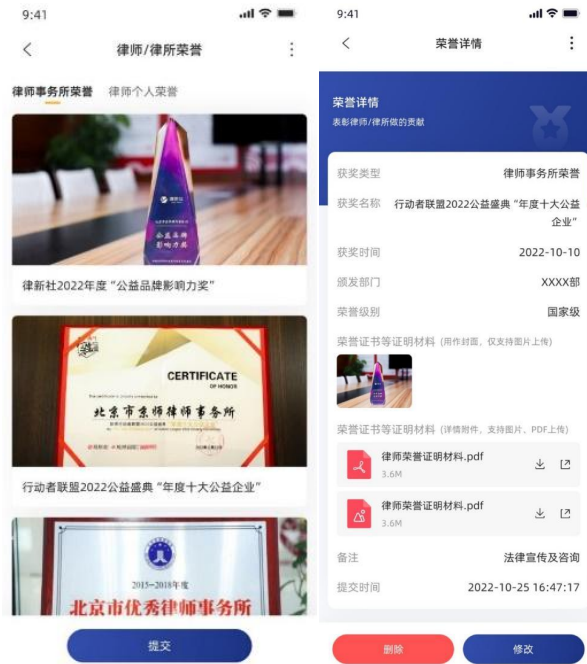 9:41
律师/律所荣誉
律师事务所荣誉 律师个人荣誉
公益品牌
影响力奖
律新社2022年度“公益品牌影响力奖”
CERTIFICATE
OF HONOR
北京市京师律师事务所
行动者联盟2022公益盛典“年度十大公益企业”
2015-2018年度
北京市优秀律师事务所
提交
9:41
荣誉详情
荣誉详情
表彰律师/律所做的贡献
获奖类型 律师事务所荣誉
获奖名称 行动者联盟2022公益盛典“年度十大公益
企业”
获奖时间 2022-10-10
颁发部门 XXXX部
荣誉级别 国家级
荣誉证书等证明材料 (用作封面，仅支持图片上传)
荣誉证书等证明材料 (详情附件，支持图片、PDF上传)
律师荣誉证明材料.pdf
3.6M
律师荣誉证明材料.pdf
3.6M
备注 法律宣传及咨询
提交时间 2022-10-25 16:47:17
删除 修改